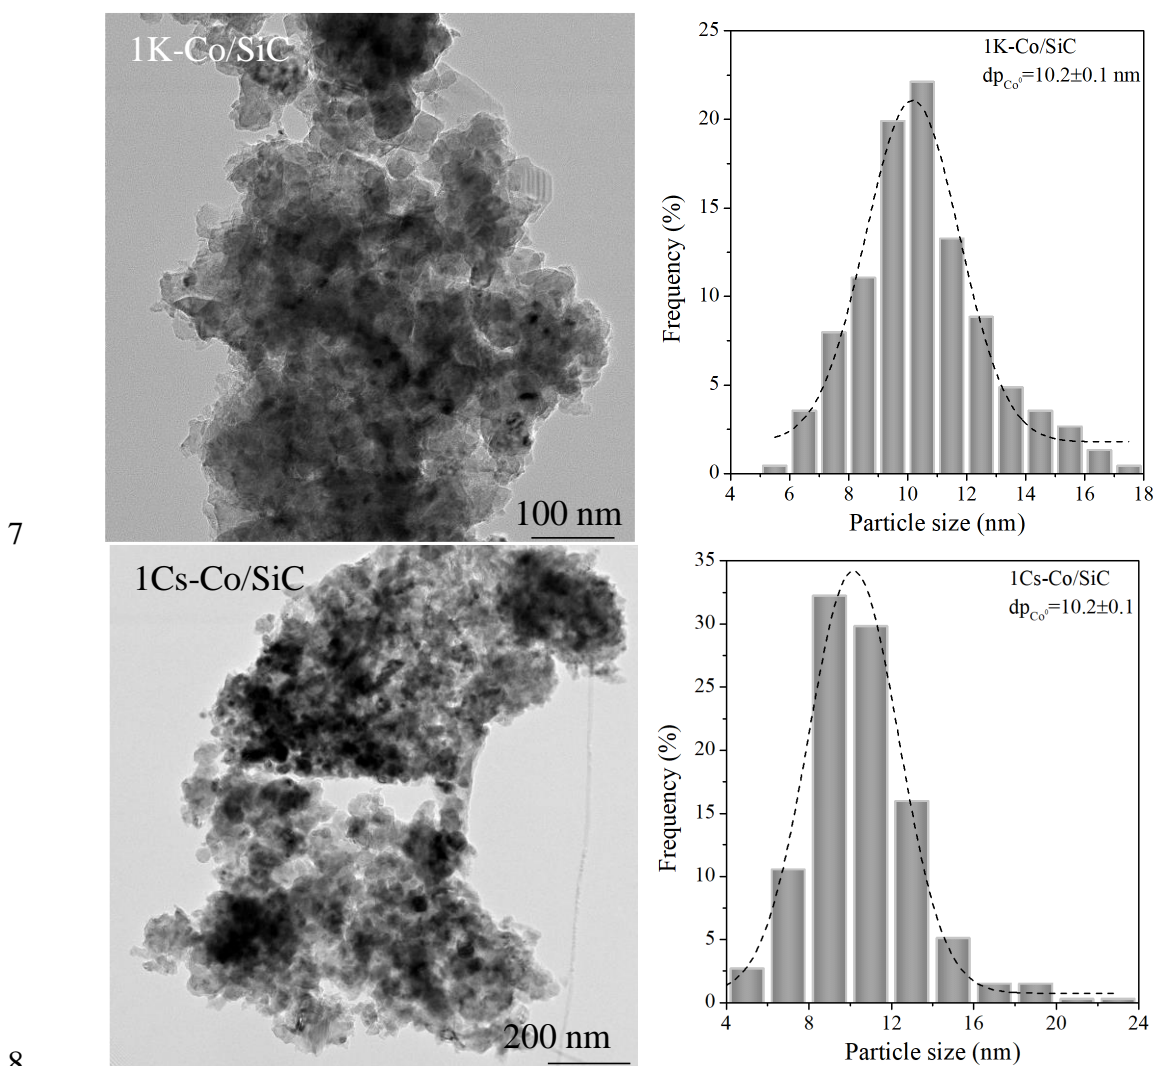 1K-Co/SiC
100 nm
7
25
20
15
10
5
0
Frequency (%)
1K-Co/SiC
dp_Co⁰=10.2±0.1 nm
4 6 8 10 12 14 16 18
Particle size (nm)
1Cs-Co/SiC
200 nm
8
35
30
25
20
15
10
5
0
Frequency (%)
1Cs-Co/SiC
dp_Co⁰=10.2±0.1
4 8 12 16 20 24
Particle size (nm)